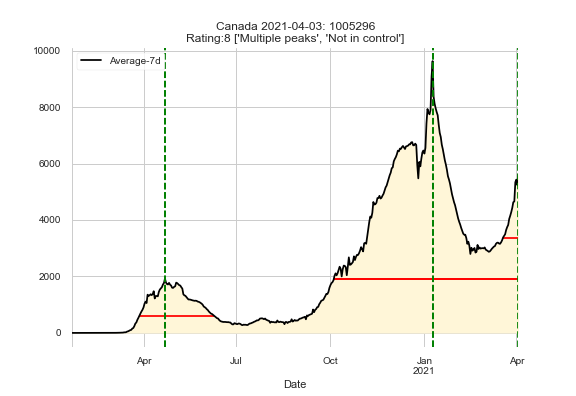 Canada 2021-04-03: 1005296
Rating:8 ['Multiple peaks', 'Not in control']
Average-7d
10000
8000
6000
4000
2000
0
Apr
Jul
Oct
Jan
2021
Apr
Date